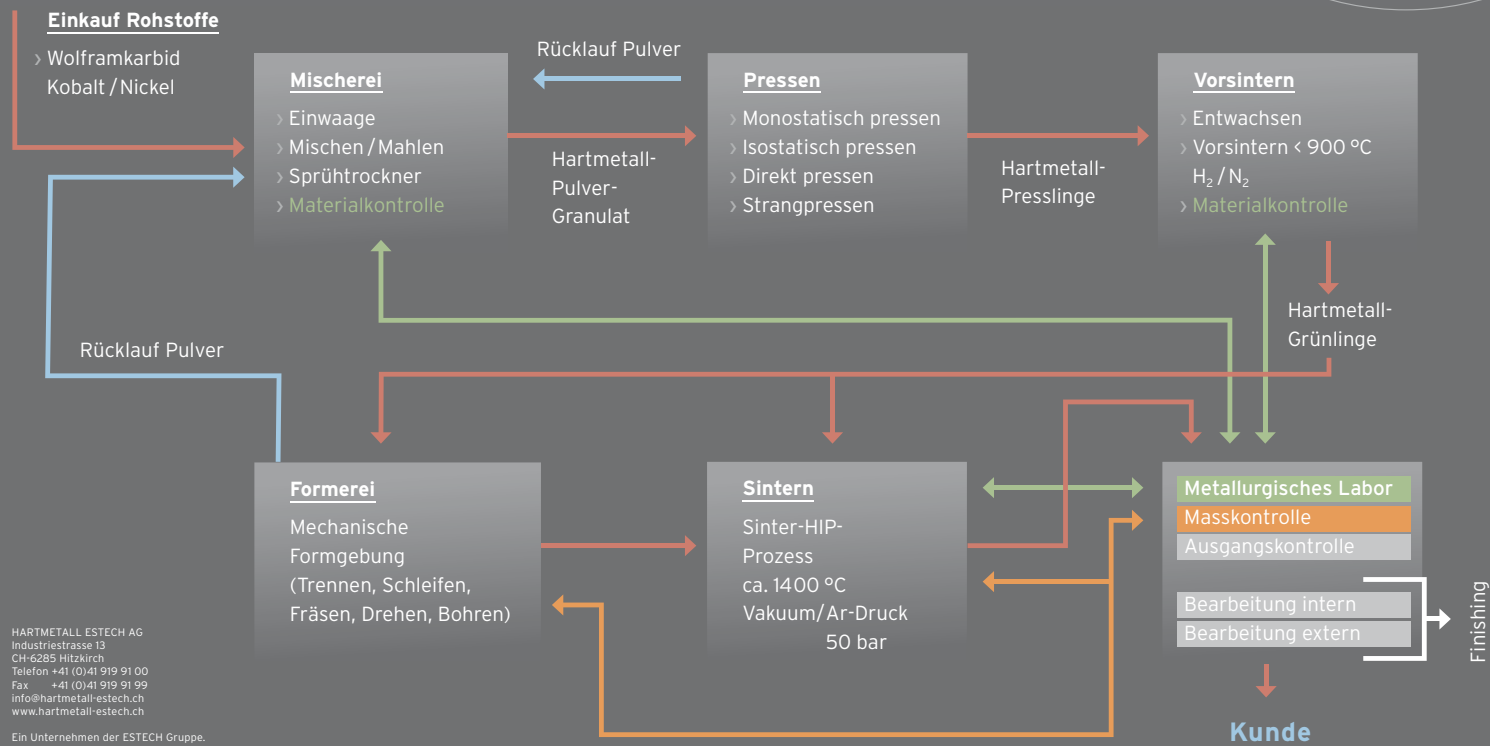 Einkauf Rohstoffe
› Wolframkarbid
Kobalt / Nickel
Mischerei
› Einwaage
› Mischen / Mahlen
› Sprühtrockner
› Materialkontrolle
Rücklauf Pulver
Hartmetall-
Pulver-
Granulat
Pressen
› Monostatisch pressen
› Isostatisch pressen
› Direkt pressen
› Strangpressen
Hartmetall-
Presslinge
Vorsintern
› Entwachsen
› Vorsintern < 900 °C
H₂ / N₂
› Materialkontrolle
Hartmetall-
Grünlinge
Rücklauf Pulver
Formerei
Mechanische
Formgebung
(Trennen, Schleifen,
Fräsen, Drehen, Bohren)
Sintern
Sinter-HIP-
Prozess
ca. 1400 °C
Vakuum/Ar-Druck
50 bar
Metallurgisches Labor
Masskontrolle
Ausgangskontrolle
Bearbeitung intern
Bearbeitung extern
Finishing
Kunde
HARTMETALL ESTECH AG
Industriestrasse 13
CH-6285 Hitzkirch
Telefon +41 (0)41 919 91 00
Fax +41 (0)41 919 91 99
info@hartmetall-estech.ch
www.hartmetall-estech.ch
Ein Unternehmen der ESTECH Gruppe.